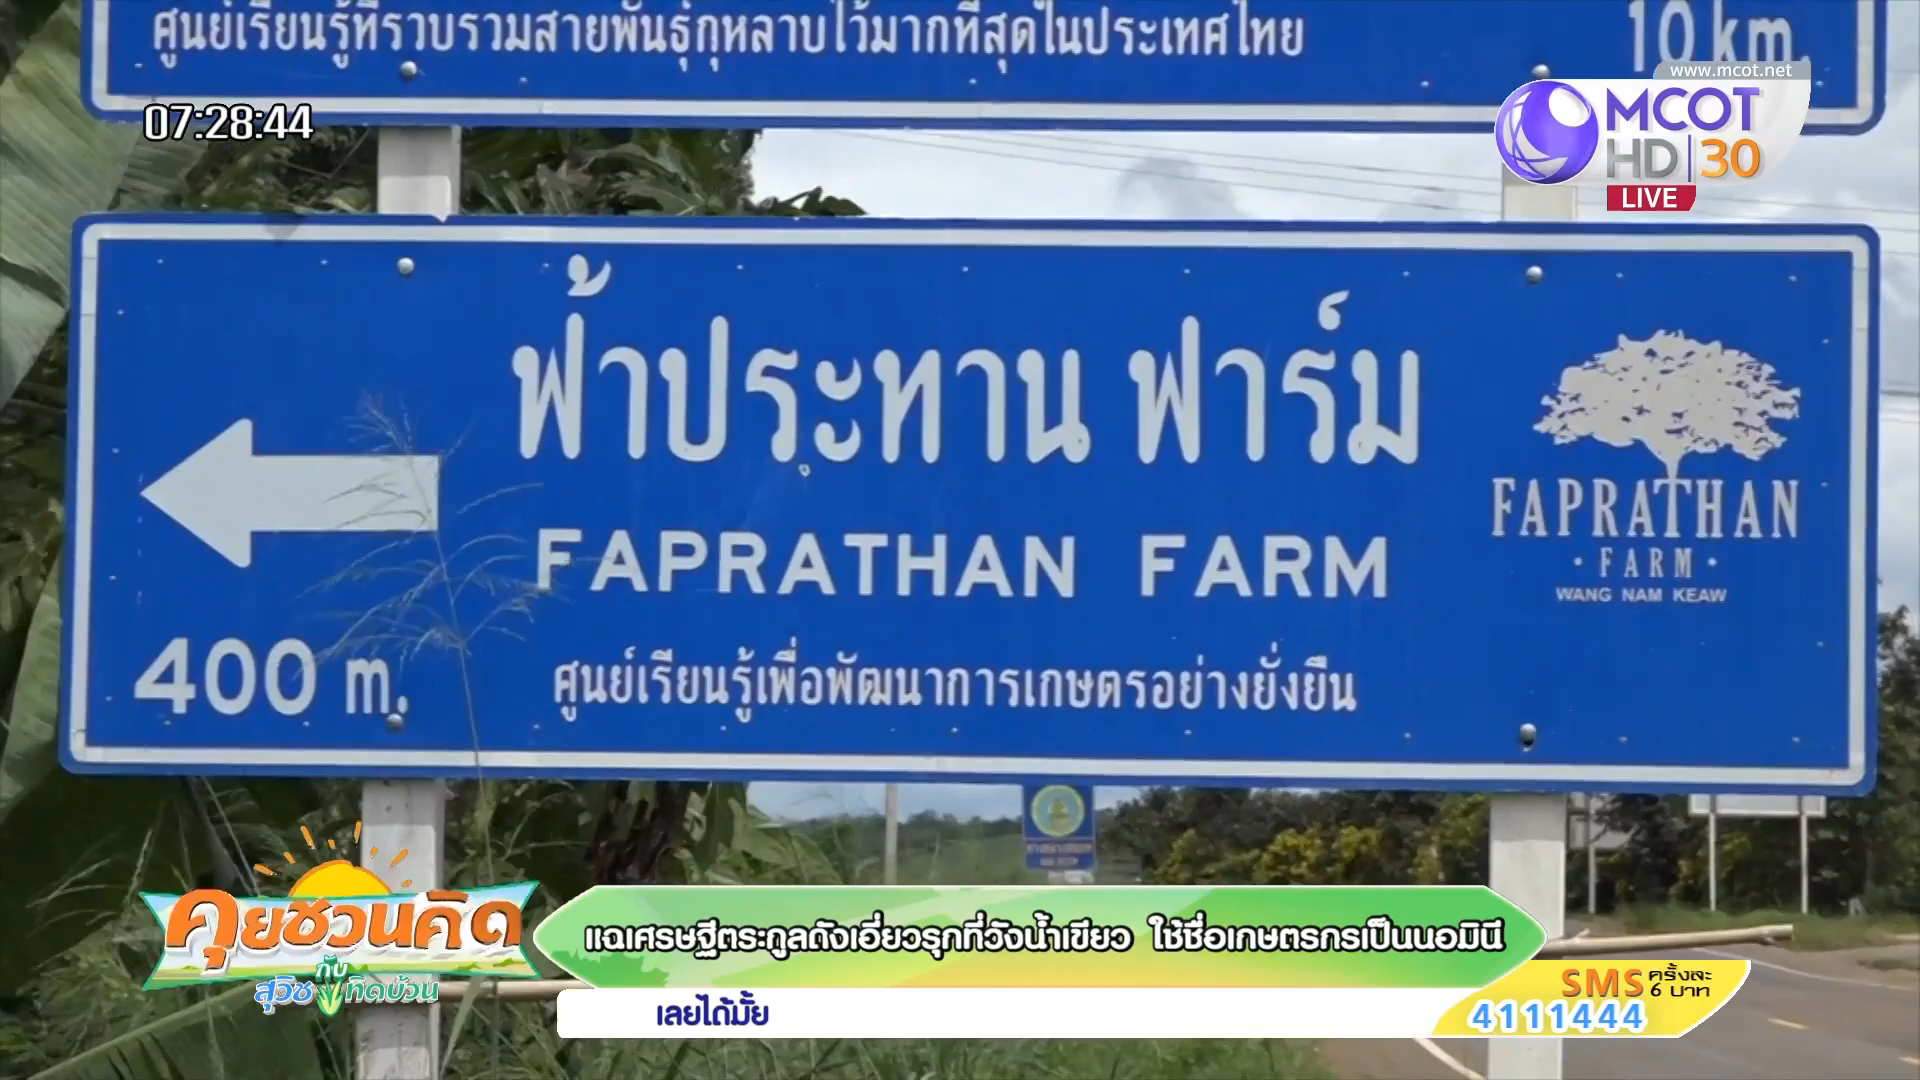 ศูนย์เรียนรู้ที่รวบรวมสายพันธุ์กุหลาบไว้มากที่สุดในประเทศไทย
10 km.
www.mcot.net
07:28:44
MCOT
HD 30
LIVE
ฟ้าประทาน ฟาร์ม
FAPRATHAN FARM
400 m.
ศูนย์เรียนรู้เพื่อพัฒนาการเกษตรอย่างยั่งยืน
FAPRATHAN
• FARM •
WANG NAM KEAW
คุยชวนคิด
กับ
สุวิช ทิดบ้วน
แฉเศรษฐีตระกูลดังเอี่ยวรุกที่วังน้ำเขียว ใช้ชื่อเกษตรกรเป็นนอมินี
เลยได้มั้ย
SMS ครั้งละ 6 บาท
4111444